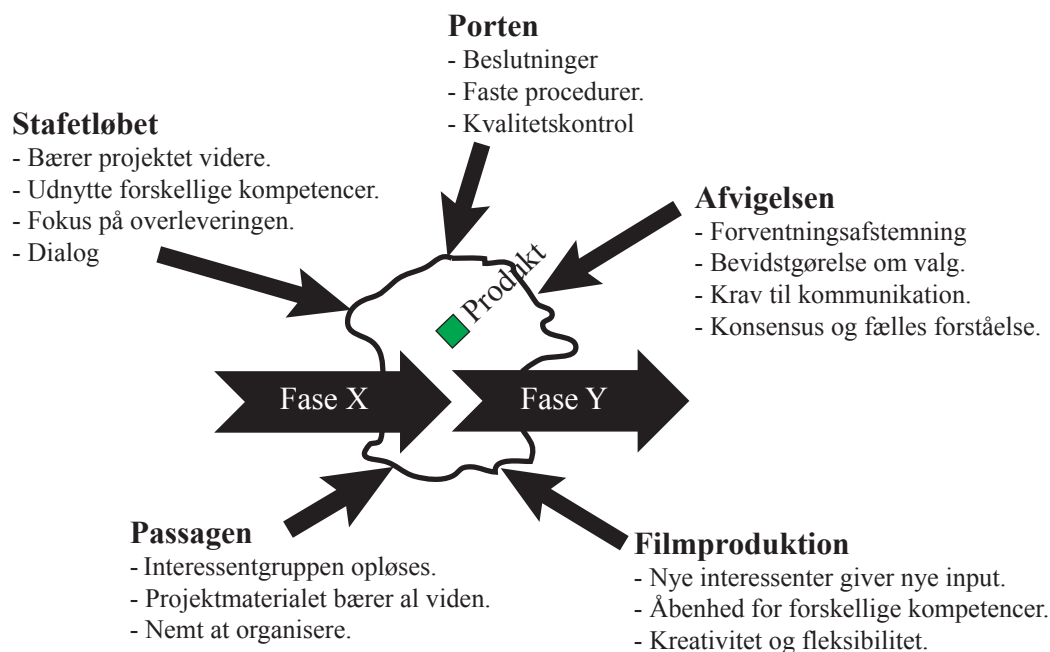 Porten
- Beslutninger
- Faste procedurer.
- Kvalitetskontrol
Stafetløbet
- Bærer projektet videre.
- Udnytte forskellige kompetencer.
- Fokus på overleveringen.
- Dialog
Afvigelsen
- Forventningsafstemning
- Bevidstgørelse om valg.
- Krav til kommunikation.
- Konsensus og fælles forståelse.
Produkt
Fase X
Fase Y
Passagen
- Interessentgruppen opløses.
- Projektmaterialet bærer al viden.
- Nemt at organisere.
Filmproduktion
- Nye interessenter giver nye input.
- Åbenhed for forskellige kompetencer.
- Kreativitet og fleksibilitet.